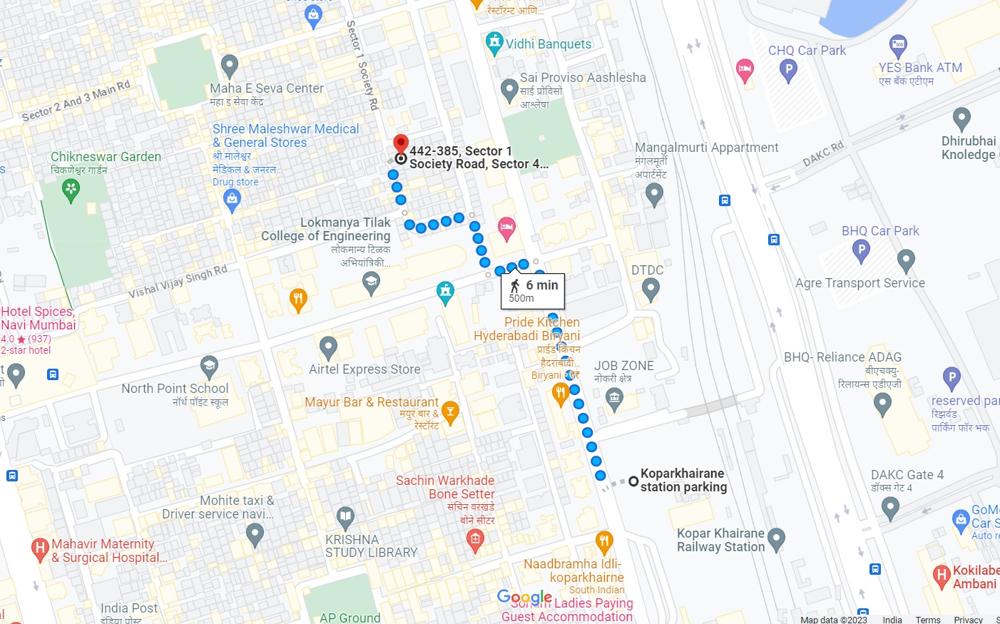 रेस्टॉरन्ट आणि...
Vidhi Banquets
CHQ Car Park
YES Bank ATM
एस बँक एटीएम
Sector 1 Society Rd
Sai Proviso Aashlesha
साई प्रोविसो
आश्लेषा
Maha E Seva Center
महा इ सेवा केंद्र
Sector 2 And 3 Main Rd
Shree Maleshwar Medical
& General Stores
श्री मालेश्वर
मेडिकल & जनरल...
Drug store
Dhirubhai
Knoledge
DAKC Rd
Mangalmurti Appartment
मंगलमूर्ती
अपार्टमेंट
442-385, Sector 1
Society Road, Sector 4...
Chikneswar Garden
चिकणेश्वर गार्डन
Lokmanya Tilak
College of Engineering
लोकमान्य टिळक
अभियांत्रिकी...
BHQ Car Park
P
Agre Transport Service
Vishal Vijay Singh Rd
DTDC
6 min
500m
Hotel Spices,
Navi Mumbai
4.0 ★ (937)
2-star hotel
Pride Kitchen
Hyderabadi Biryani
प्राईड किचन
हैदराबादी...
Biryani • ₹₹
JOB ZONE
नोकरी क्षेत्र
Airtel Express Store
North Point School
नॉर्थ पॉइंट स्कूल
BHQ- Reliance ADAG
बीएचक्यु-
रिलायन्स एडीएजी
Mayur Bar & Restaurant
मयुर बार &
रेस्टॉरंट
reserved par
रिझर्वड
पार्किंग फॉर भक
Koparkhairane
station parking
DAKC Gate 4
डॉक्स गेट 4
Sachin Warkhade
Bone Setter
सचिन वरखडे
बोने सीटर
Mohite taxi &
Driver service navi...
KRISHNA
STUDY LIBRARY
Mahavir Maternity
& Surgical Hospital...
Kopar Khairane
Railway Station
GoMe
Car S
Auto re
Naadbramha Idli-
koparkhairne
South Indian
Kokilabe
Ambani
Google
Ladies Paying
Guest Accommodation
India Post
इंडिया पोस्ट
AP Ground
Map data ©2023 India Terms Privacy